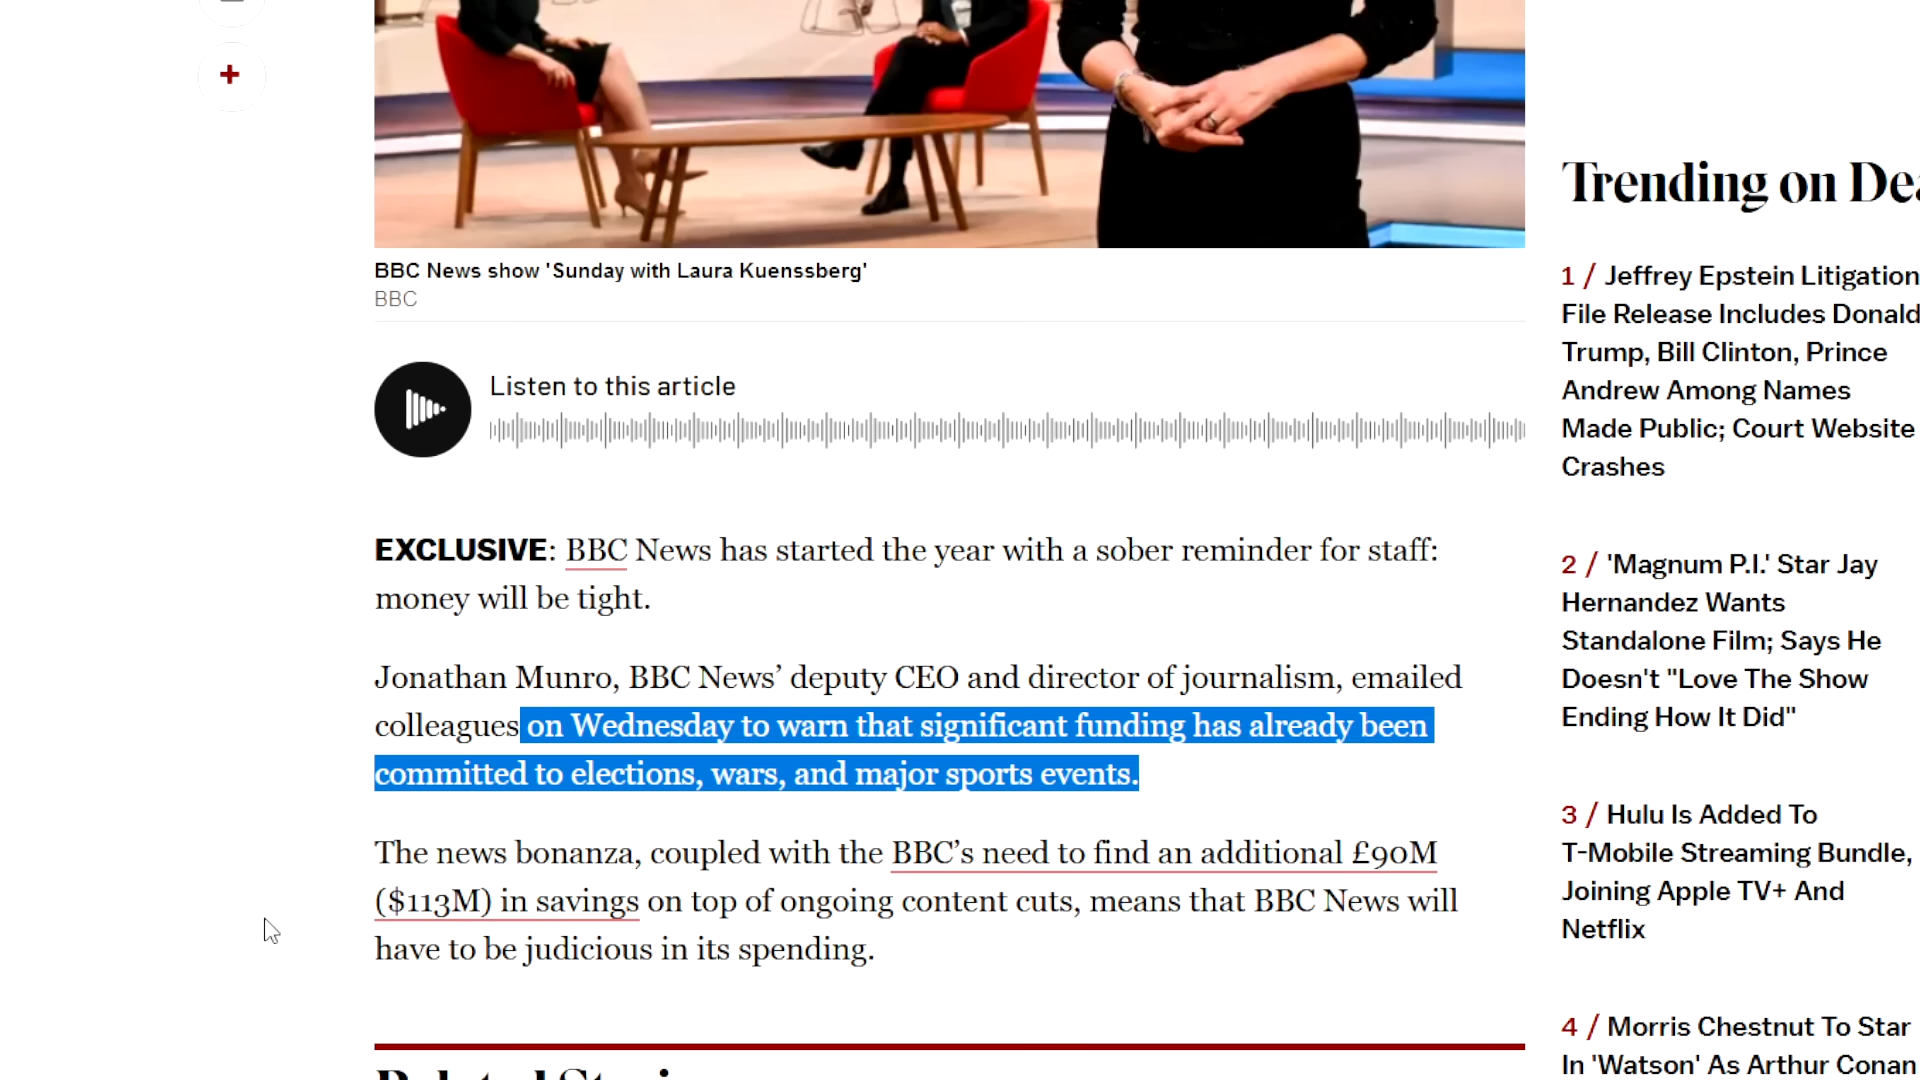 BBC News show 'Sunday with Laura Kuenssberg'
BBC
Listen to this article
EXCLUSIVE: BBC News has started the year with a sober reminder for staff:
money will be tight.
Jonathan Munro, BBC News’ deputy CEO and director of journalism, emailed
colleagues on Wednesday to warn that significant funding has already been
committed to elections, wars, and major sports events.
The news bonanza, coupled with the BBC’s need to find an additional £90M
($113M) in savings on top of ongoing content cuts, means that BBC News will
have to be judicious in its spending.
Trending on
1 / Jeffrey Epstein Litigation
File Release Includes Donald
Trump, Bill Clinton, Prince
Andrew Among Names
Made Public; Court Website
Crashes
2 / 'Magnum P.I.' Star Jay
Hernandez Wants
Standalone Film; Says He
Doesn't "Love The Show
Ending How It Did"
3 / Hulu Is Added To
T-Mobile Streaming Bundle,
Joining Apple TV+ And
Netflix
4 / Morris Chestnut To Star
In 'Watson' As Arthur Conan